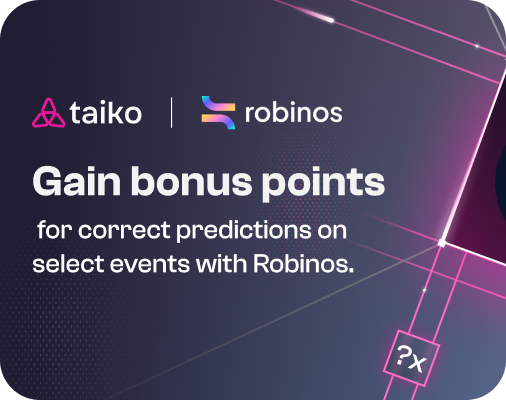 taiko | robinos
Gain bonus points
for correct predictions on
select events with Robinos.
?x